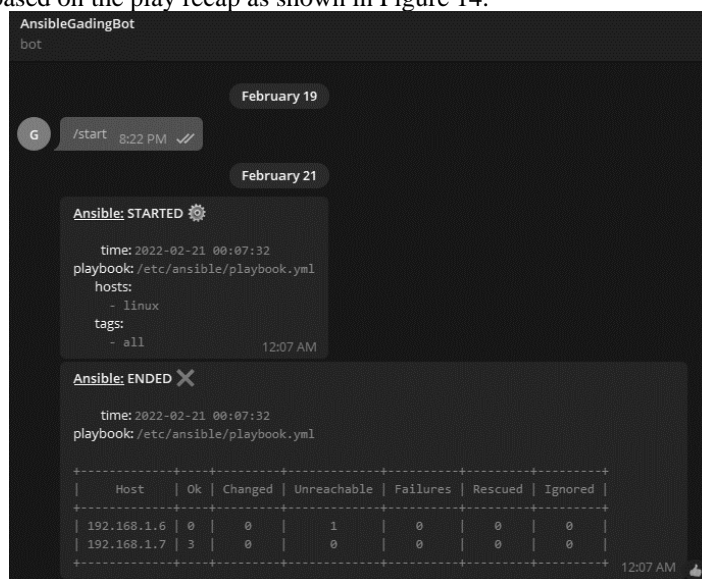 based on the play recap as shown in Figure 14.
AnsibleGadingBot
bot
February 19
G
/start 8:22 PM
February 21
Ansible: STARTED
time: 2022-02-21 00:07:32
playbook: /etc/ansible/playbook.yml
hosts:
- linux
tags:
- all
12:07 AM
Ansible: ENDED
time: 2022-02-21 00:07:32
playbook: /etc/ansible/playbook.yml
+-------------+----+---------+-------------+----------+---------+---------+
| Host | Ok | Changed | Unreachable | Failures | Rescued | Ignored |
+-------------+----+---------+-------------+----------+---------+---------+
| 192.168.1.6 | 0 | 0 | 1 | 0 | 0 | 0 |
| 192.168.1.7 | 3 | 0 | 0 | 0 | 0 | 0 |
+-------------+----+---------+-------------+----------+---------+---------+
12:07 AM